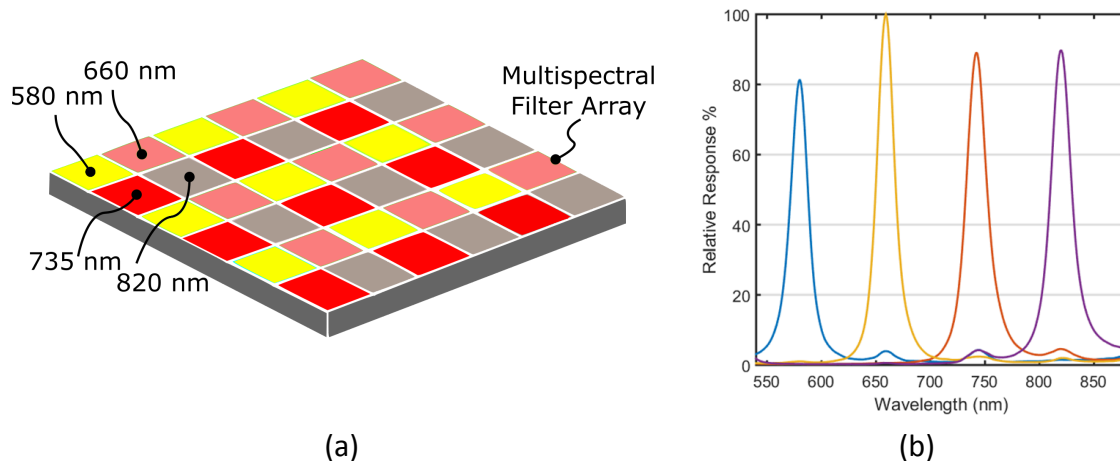 660 nm
580 nm
Multispectral
Filter Array
735 nm
820 nm
(a)
Relative Response %
100
80
60
40
20
0
550
600
650
700
750
800
850
Wavelength (nm)
(b)